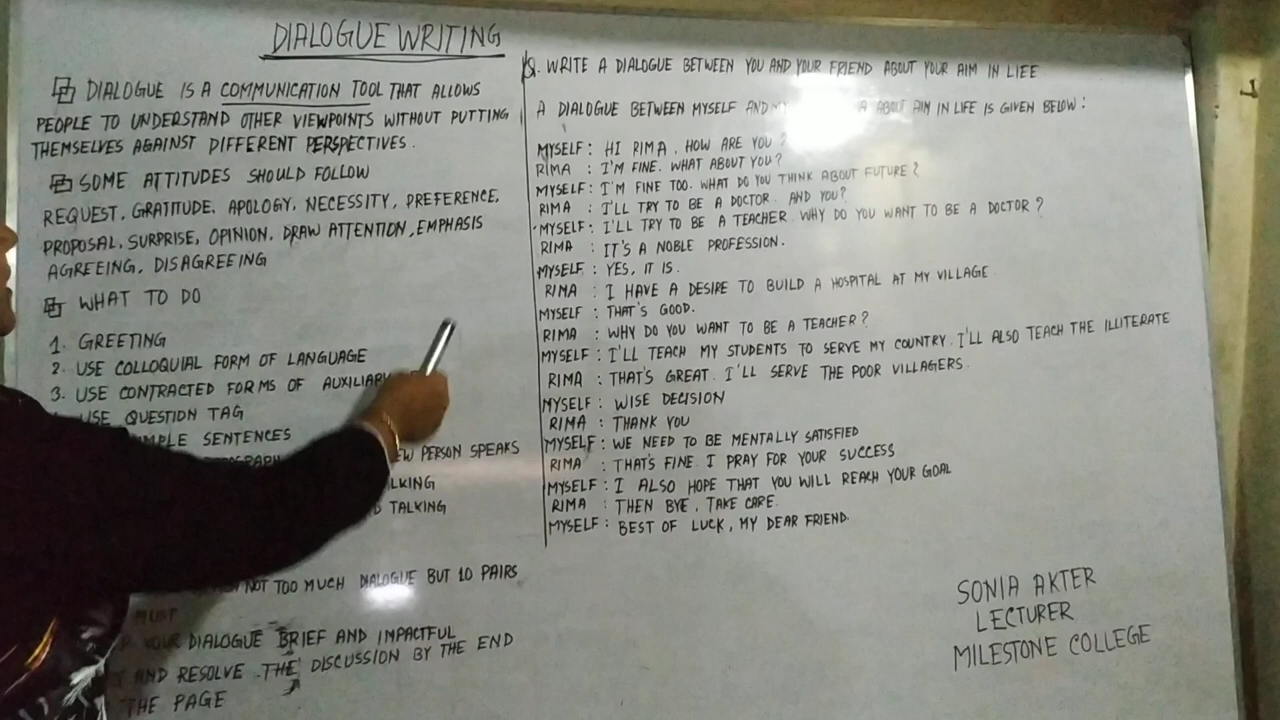 DIALOGUE WRITING
DIALOGUE IS A COMMUNICATION TOOL THAT ALLOWS
PEOPLE TO UNDERSTAND OTHER VIEWPOINTS WITHOUT PUTTING
THEMSELVES AGAINST DIFFERENT PERSPECTIVES.
SOME ATTITUDES SHOULD FOLLOW
REQUEST, GRATITUDE, APOLOGY, NECESSITY, PREFERENCE,
PROPOSAL, SURPRISE, OPINION, DRAW ATTENTION, EMPHASIS
AGREEING, DISAGREEING
WHAT TO DO
1. GREETING
2. USE COLLOQUIAL FORM OF LANGUAGE
3. USE CONTRACTED FORMS OF
USE QUESTION TAG
SENTENCES
PERSON SPEAKS
TALKING
NOT TOO MUCH DIALOGUE BUT 10 PAIRS
MUST
YOUR DIALOGUE BRIEF AND IMPACTFUL
AND RESOLVE THE DISCUSSION BY THE END
THE PAGE
Q. WRITE A DIALOGUE BETWEEN YOU AND YOUR FRIEND ABOUT YOUR AIM IN LIFE
A DIALOGUE BETWEEN MYSELF AND ABOUT AIM IN LIFE IS GIVEN BELOW:
MYSELF: HI RIMA, HOW ARE YOU?
RIMA : I'M FINE. WHAT ABOUT YOU?
MYSELF: I'M FINE TOO. WHAT DO YOU THINK ABOUT FUTURE?
RIMA : I'LL TRY TO BE A DOCTOR. AND YOU?
MYSELF: I'LL TRY TO BE A TEACHER. WHY DO YOU WANT TO BE A DOCTOR?
RIMA : IT'S A NOBLE PROFESSION.
MYSELF : YES, IT IS.
RIMA : I HAVE A DESIRE TO BUILD A HOSPITAL AT MY VILLAGE
MYSELF : THAT'S GOOD.
RIMA : WHY DO YOU WANT TO BE A TEACHER?
MYSELF : I'LL TEACH MY STUDENTS TO SERVE MY COUNTRY. I'LL ALSO TEACH THE ILLITERATE
RIMA : THAT'S GREAT. I'LL SERVE THE POOR VILLAGERS.
MYSELF : WISE DECISION
RIMA : THANK YOU
MYSELF : WE NEED TO BE MENTALLY SATISFIED
RIMA : THAT'S FINE. I PRAY FOR YOUR SUCCESS
MYSELF : I ALSO HOPE THAT YOU WILL REACH YOUR GOAL
RIMA : THEN BYE, TAKE CARE.
MYSELF : BEST OF LUCK, MY DEAR FRIEND.
SONIA AKTER
LECTURER
MILESTONE COLLEGE